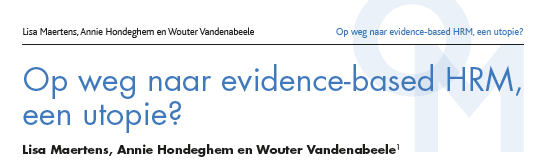 Lisa Maertens, Annie Hondeghem en Wouter Vandenabeele Op weg naar evidence-based HRM, een utopie?
Op weg naar evidence-based HRM,
een utopie?
Lisa Maertens, Annie Hondeghem en Wouter Vandenabeele¹